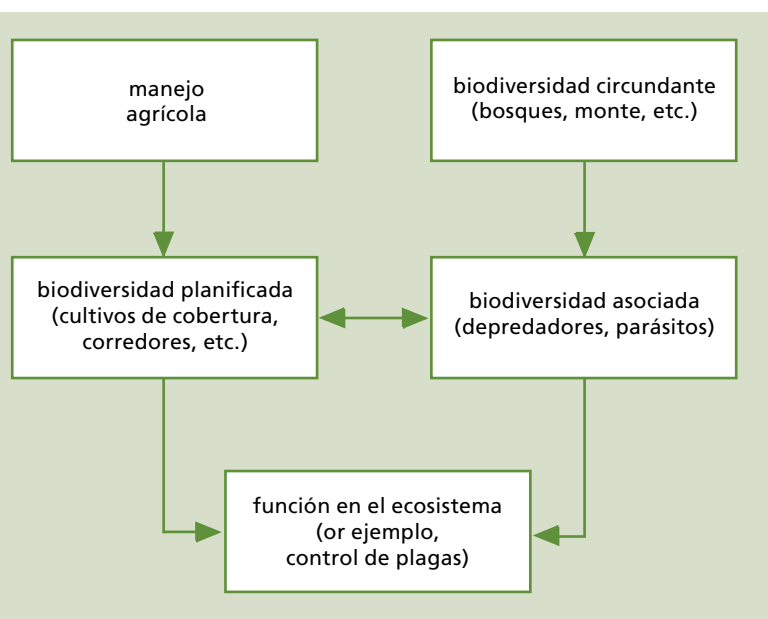 manejo
agrícola
biodiversidad circundante
(bosques, monte, etc.)
biodiversidad planificada
(cultivos de cobertura,
corredores, etc.)
biodiversidad asociada
(depredadores, parásitos)
función en el ecosistema
(or ejemplo,
control de plagas)